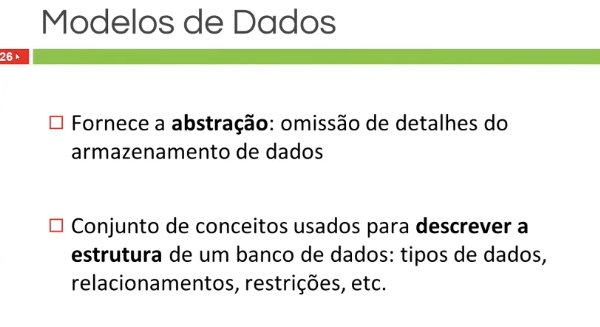 Modelos de Dados
26
Fornece a abstração: omissão de detalhes do
armazenamento de dados
Conjunto de conceitos usados para descrever a
estrutura de um banco de dados: tipos de dados,
relacionamentos, restrições, etc.